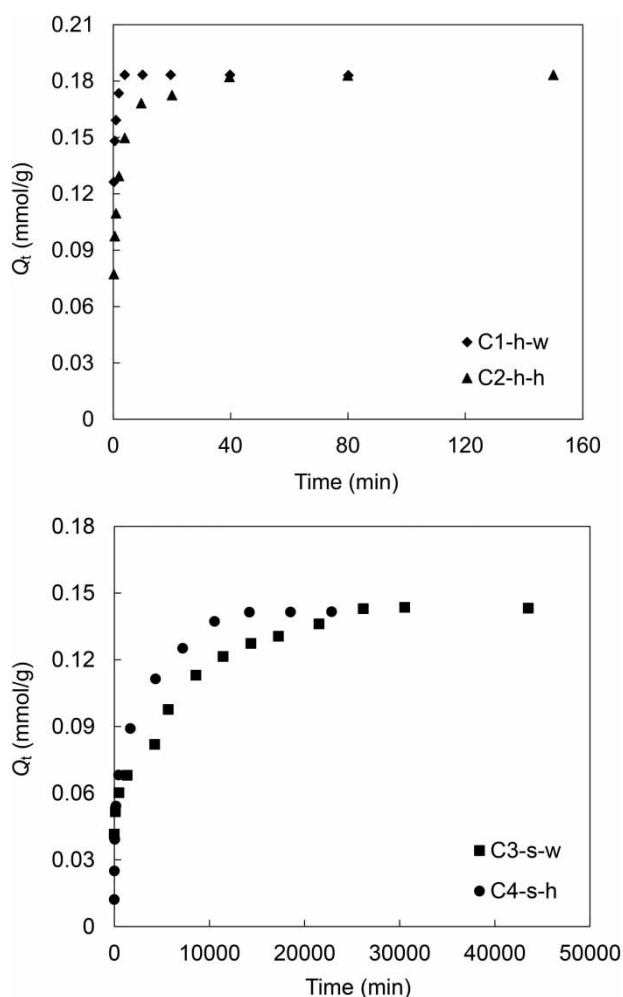 0.21
0.18
0.15
0.12
0.09
0.06
0.03
0
Qt (mmol/g)
C1-h-w
C2-h-h
0 40 80 120 160
Time (min)
0.18
0.15
0.12
0.09
0.06
0.03
0
Qt (mmol/g)
C3-s-w
C4-s-h
0 10000 20000 30000 40000 50000
Time (min)